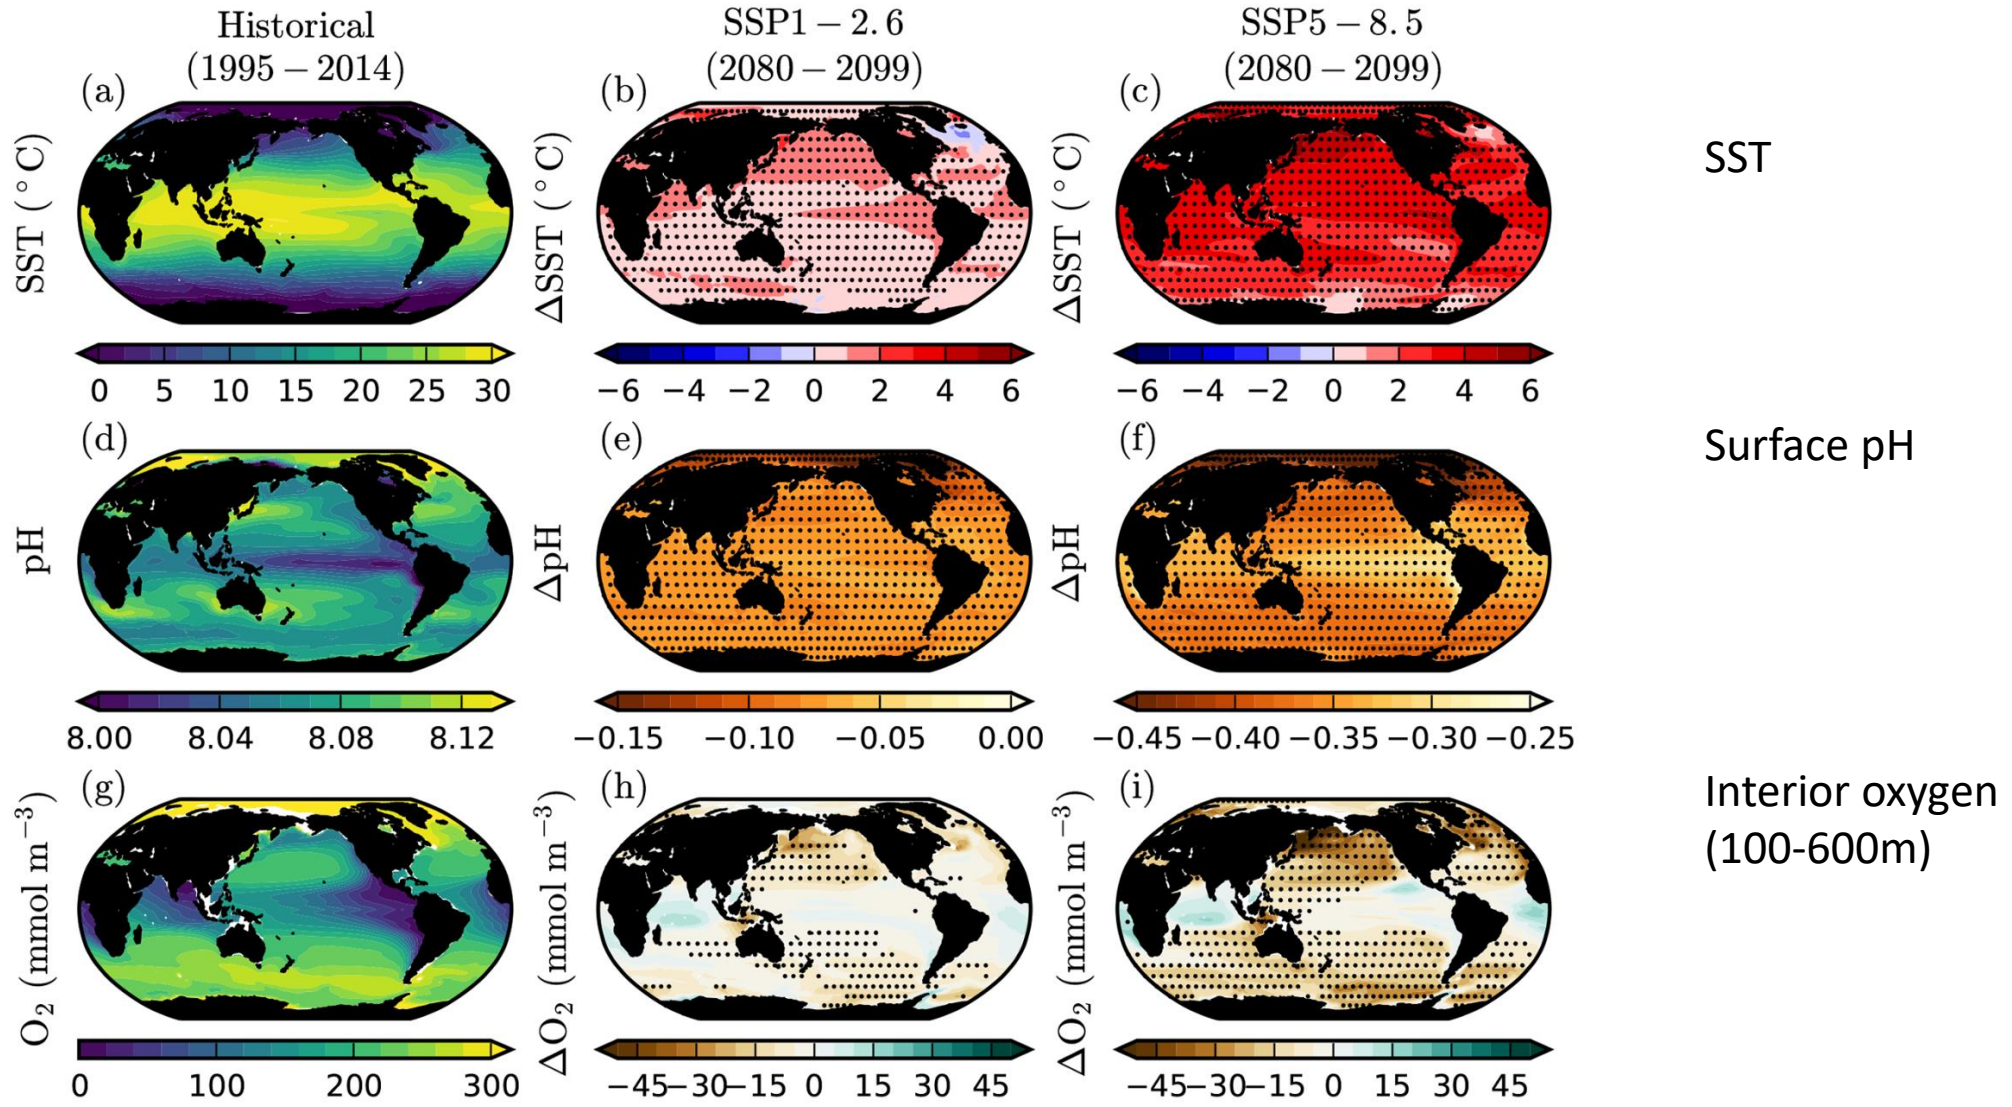 Historical
(1995 – 2014)
SSP1 – 2.6
(2080 – 2099)
SSP5 – 8.5
(2080 – 2099)
(a)
(b)
(c)
SST (°C)
ΔSST (°C)
ΔSST (°C)
SST
0 5 10 15 20 25 30
−6 −4 −2 0 2 4 6
−6 −4 −2 0 2 4 6
(d)
(e)
(f)
pH
ΔpH
ΔpH
Surface pH
8.00 8.04 8.08 8.12
−0.15 −0.10 −0.05 0.00
−0.45 −0.40 −0.35 −0.30 −0.25
(g)
(h)
(i)
O₂ (mmol m⁻³)
ΔO₂ (mmol m⁻³)
ΔO₂ (mmol m⁻³)
Interior oxygen
(100-600m)
0 100 200 300
−45 −30 −15 0 15 30 45
−45 −30 −15 0 15 30 45